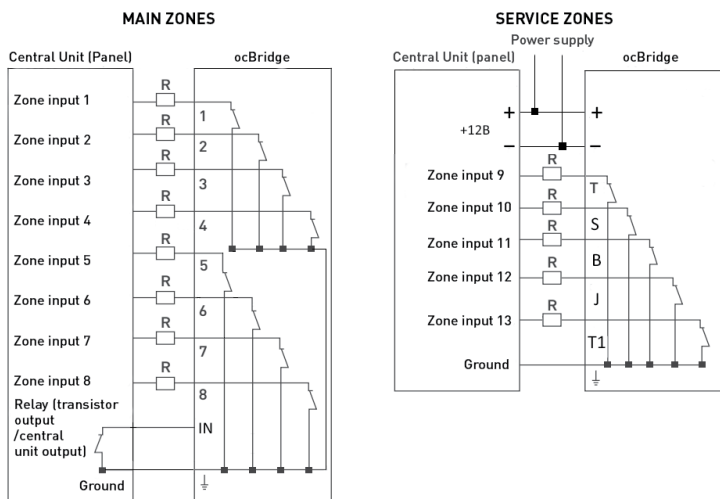 MAIN ZONES
Central Unit (Panel)
ocBridge
Zone input 1
R
1
Zone input 2
R
2
Zone input 3
R
3
Zone input 4
R
4
Zone input 5
R
5
Zone input 6
R
6
Zone input 7
R
7
Zone input 8
R
8
Relay (transistor
output
/central
unit output)
IN
Ground
SERVICE ZONES
Power supply
Central Unit (panel)
ocBridge
+ +
+12B
− −
Zone input 9
R
T
Zone input 10
R
S
Zone input 11
R
B
Zone input 12
R
J
Zone input 13
R
T1
Ground